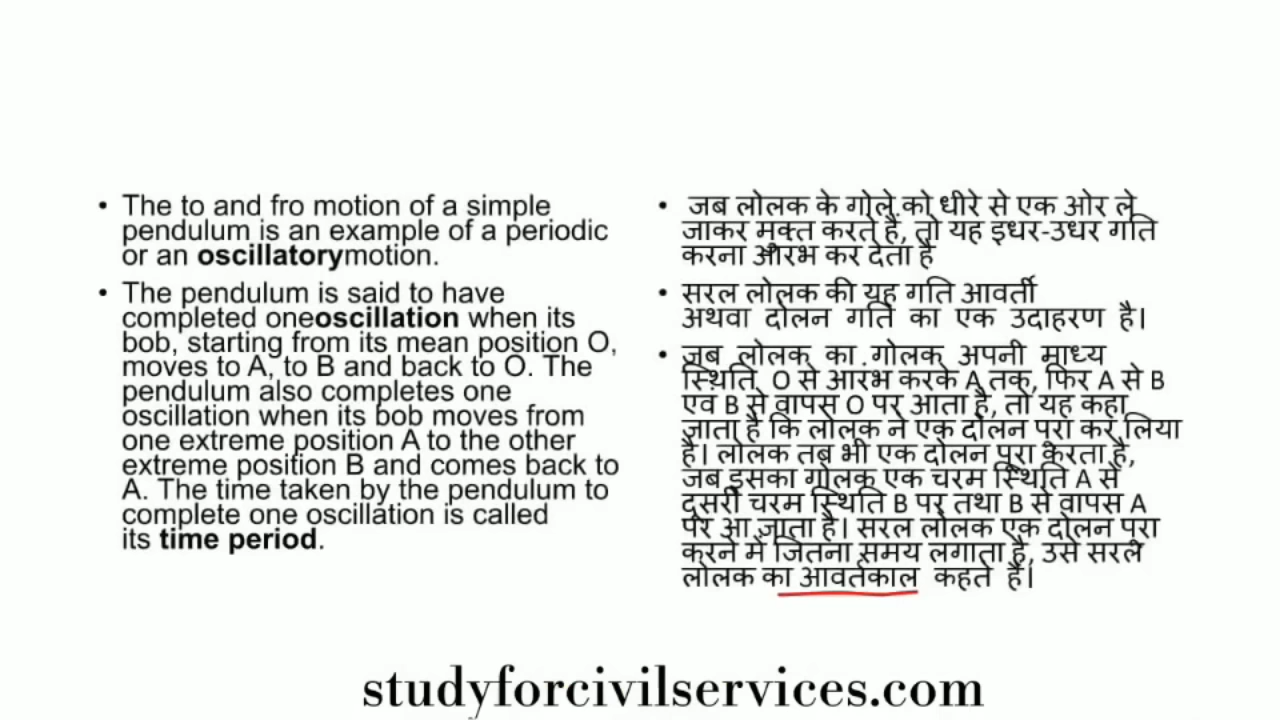 • The to and fro motion of a simple
pendulum is an example of a periodic
or an oscillatorymotion.
• The pendulum is said to have
completed oneoscillation when its
bob, starting from its mean position O,
moves to A, to B and back to O. The
pendulum also completes one
oscillation when its bob moves from
one extreme position A to the other
extreme position B and comes back to
A. The time taken by the pendulum to
complete one oscillation is called
its time period.
• जब लोलक के गोले को धीरे से एक ओर ले
जाकर मुक्त करते हैं, तो यह इधर-उधर गति
करना आरंभ कर देता है
• सरल लोलक की यह गति आवर्ती
अथवा दोलन गति का एक उदाहरण है।
• जब लोलक का गोलक अपनी माध्य
स्थिति O से आरंभ करके A तक, फिर A से B
एवं B से वापस O पर आता है, तो यह कहा
जाता है कि लोलक ने एक दोलन पूरा कर लिया
है। लोलक तब भी एक दोलन पूरा करता है,
जब इसका गोलक एक चरम स्थिति A से
दूसरी चरम स्थिति B पर तथा B से वापस A
पर आ जाता है। सरल लोलक एक दोलन पूरा
करने में जितना समय लगाता है, उसे सरल
लोलक का आवर्तकाल कहते हैं।
studyforcivilservices.com